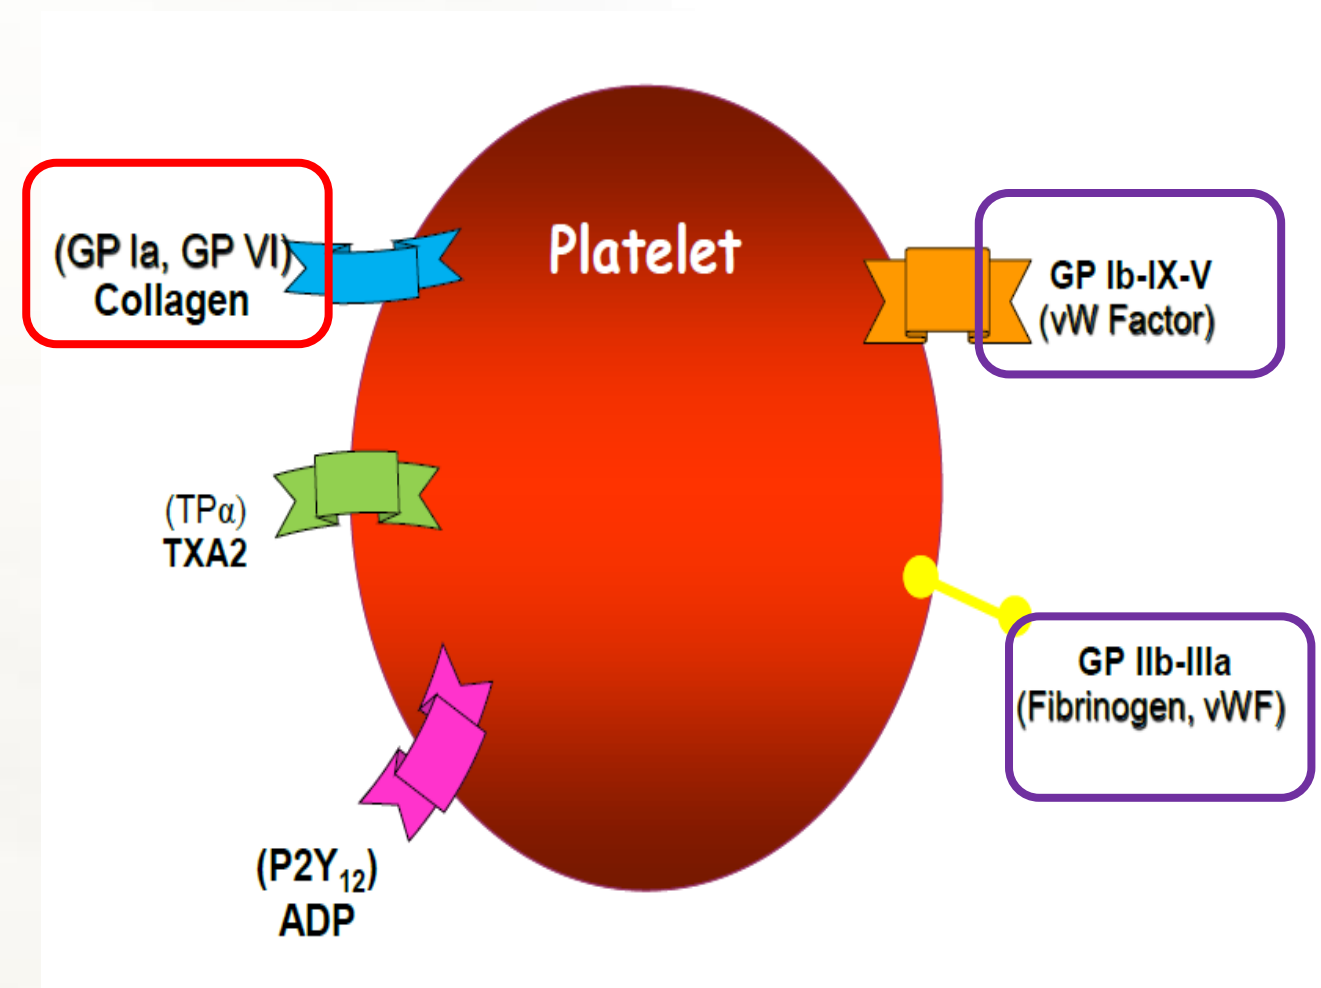 Platelet
(GP Ia, GP VI)
Collagen
GP Ib-IX-V
(vW Factor)
(TPα)
TXA2
GP IIb-IIIa
(Fibrinogen, vWF)
(P2Y₁₂)
ADP